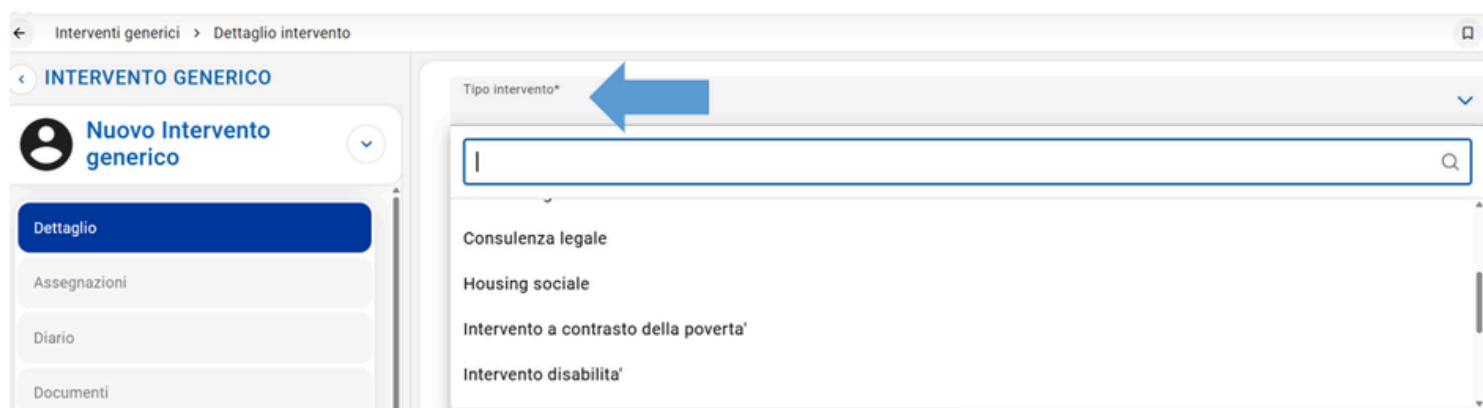 Interventi generici > Dettaglio intervento
INTERVENTO GENERICO
Nuovo Intervento
generico
Dettaglio
Assegnazioni
Diario
Documenti
Tipo intervento*
Consulenza legale
Housing sociale
Intervento a contrasto della poverta'
Intervento disabilita'